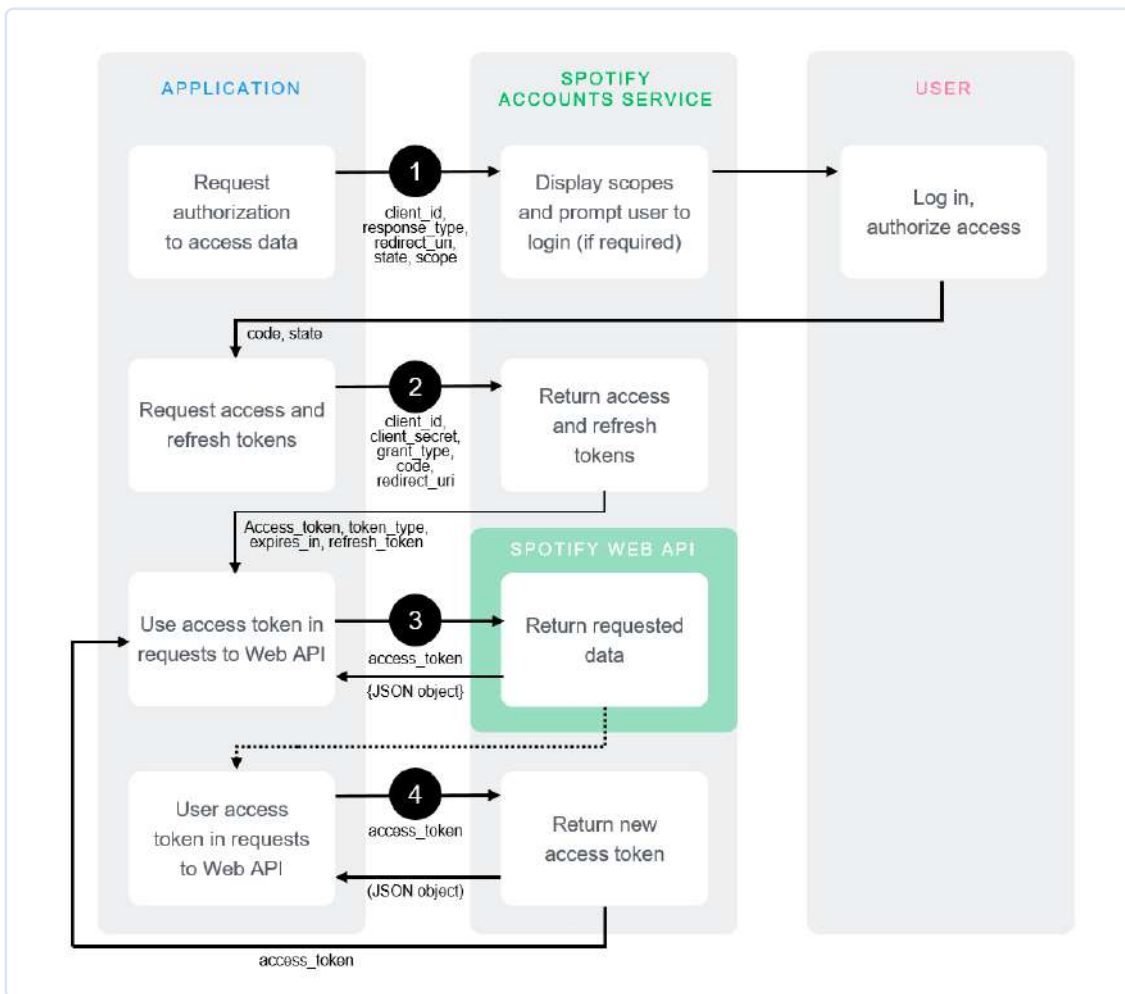 APPLICATION
SPOTIFY
ACCOUNTS SERVICE
USER
Request
authorization
to access data
1
client_id,
response_type,
redirect_uri,
state, scope
Display scopes
and prompt user to
login (if required)
Log in,
authorize access
code, state
Request access and
refresh tokens
2
client_id,
client_secret,
grant_type,
code,
redirect_uri
Return access
and refresh
tokens
Access_token, token_type,
expires_in, refresh_token
SPOTIFY WEB API
Use access token in
requests to Web API
3
access_token
{JSON object}
Return requested
data
User access
token in requests
to Web API
4
access_token
(JSON object)
Return new
access token
access_token